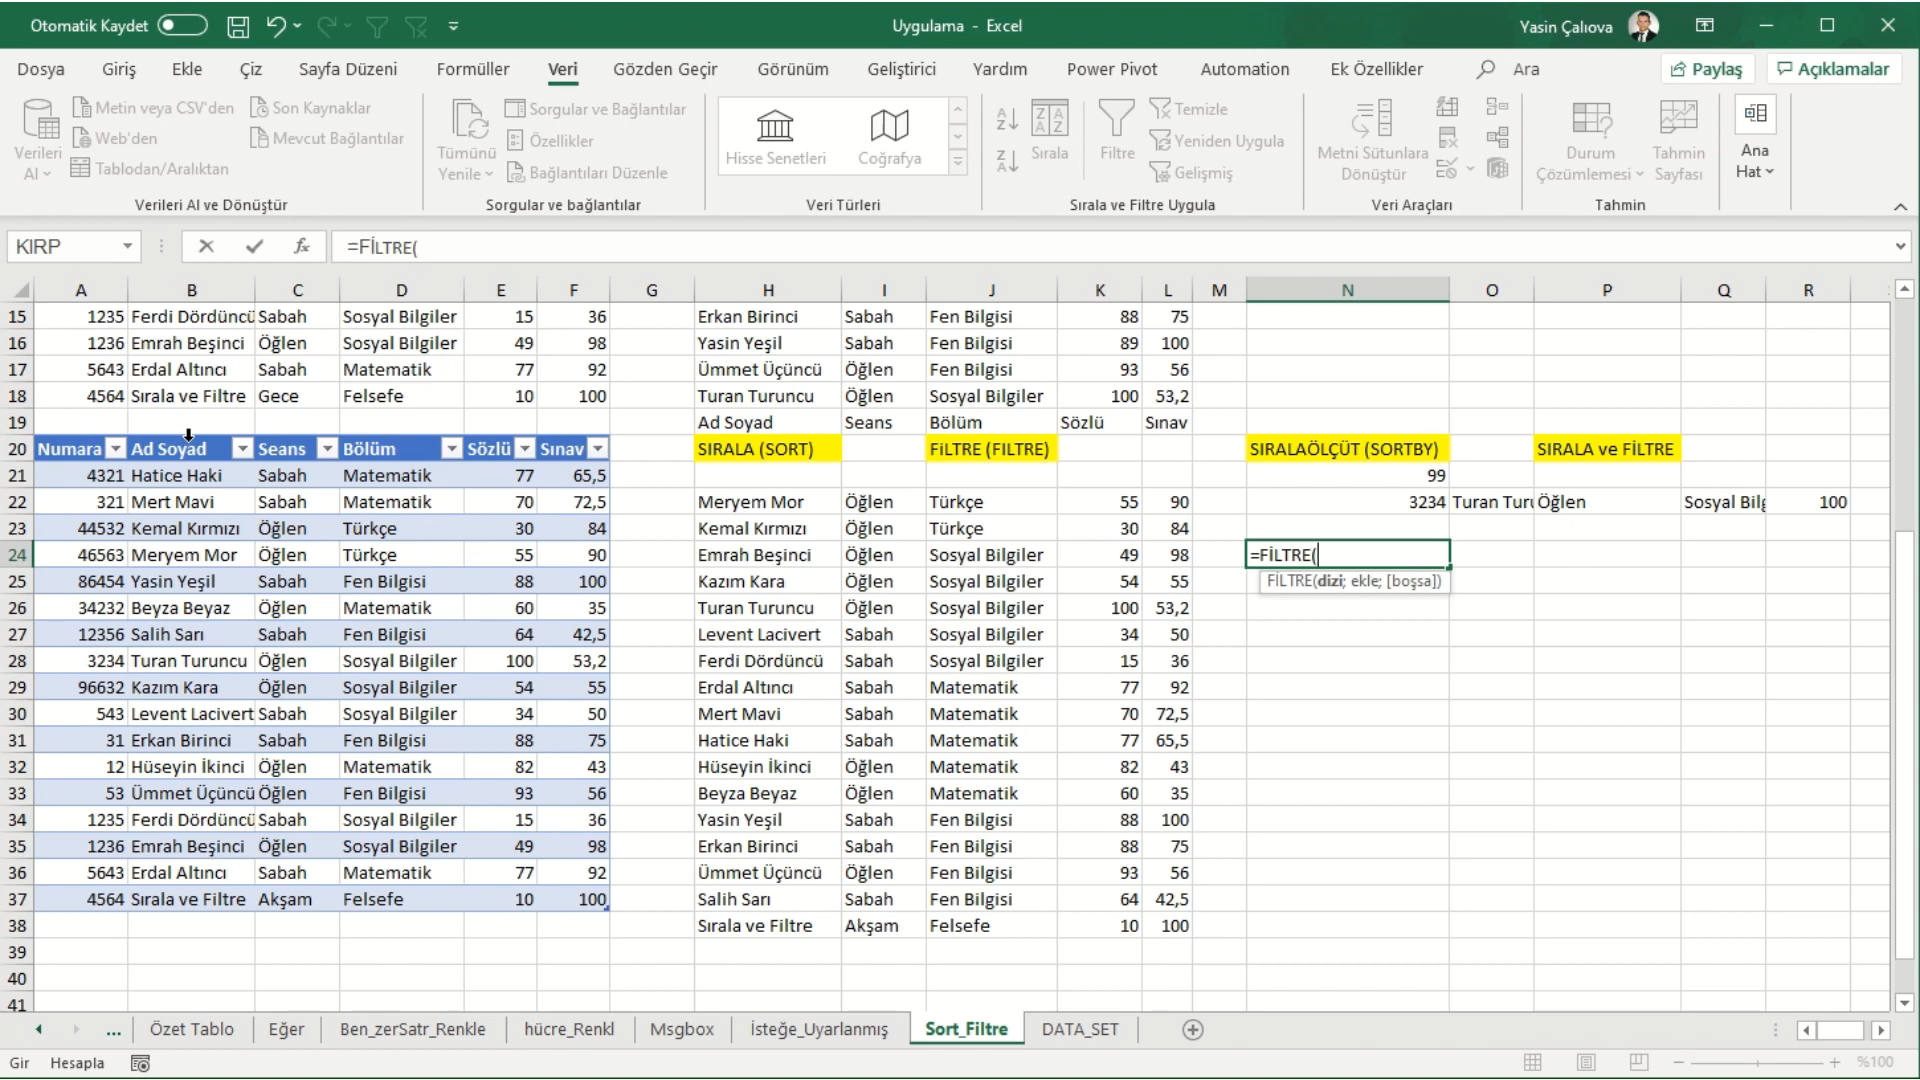 Otomatik Kaydet
Uygulama - Excel
Yasin Çalıova
Dosya Giriş Ekle Çiz Sayfa Düzeni Formüller Veri Gözden Geçir Görünüm Geliştirici Yardım Power Pivot Automation Ek Özellikler Ara Paylaş Açıklamalar
Verileri Al
Metin veya CSV'den
Web'den
Tablodan/Aralıktan
Son Kaynaklar
Mevcut Bağlantılar
Verileri Al ve Dönüştür
Tümünü Yenile
Sorgular ve Bağlantılar
Özellikler
Bağlantıları Düzenle
Sorgular ve bağlantılar
Hisse Senetleri Coğrafya
Veri Türleri
Sırala
Filtre
Temizle
Yeniden Uygula
Gelişmiş
Sırala ve Filtre Uygula
Metni Sütunlara Dönüştür
Veri Araçları
Durum Çözümlemesi
Tahmin Sayfası
Tahmin
Ana Hat
KIRP fx =FİLTRE(
A B C D E F G H I J K L M N O P Q R
15 1235 Ferdi Dördüncü Sabah Sosyal Bilgiler 15 36 Erkan Birinci Sabah Fen Bilgisi 88 75
16 1236 Emrah Beşinci Öğlen Sosyal Bilgiler 49 98 Yasin Yeşil Sabah Fen Bilgisi 89 100
17 5643 Erdal Altıncı Sabah Matematik 77 92 Ümmet Üçüncü Öğlen Fen Bilgisi 93 56
18 4564 Sırala ve Filtre Gece Felsefe 10 100 Turan Turuncu Öğlen Sosyal Bilgiler 100 53,2
19 Ad Soyad Seans Bölüm Sözlü Sınav
20 Numara Ad Soyad Seans Bölüm Sözlü Sınav SIRALA (SORT) FiLTRE (FILTRE) SIRALAÖLÇÜT (SORTBY) SIRALA ve FİLTRE
21 4321 Hatice Haki Sabah Matematik 77 65,5 99
22 321 Mert Mavi Sabah Matematik 70 72,5 Meryem Mor Öğlen Türkçe 55 90 3234 Turan Turu Öğlen Sosyal Bilg 100
23 44532 Kemal Kırmızı Öğlen Türkçe 30 84 Kemal Kırmızı Öğlen Türkçe 30 84
24 46563 Meryem Mor Öğlen Türkçe 55 90 Emrah Beşinci Öğlen Sosyal Bilgiler 49 98 =FİLTRE(
25 86454 Yasin Yeşil Sabah Fen Bilgisi 88 100 Kazım Kara Öğlen Sosyal Bilgiler 54 55 FİLTRE(dizi; ekle; [boşsa])
26 34232 Beyza Beyaz Öğlen Matematik 60 35 Turan Turuncu Öğlen Sosyal Bilgiler 100 53,2
27 12356 Salih Sarı Sabah Fen Bilgisi 64 42,5 Levent Lacivert Sabah Sosyal Bilgiler 34 50
28 3234 Turan Turuncu Öğlen Sosyal Bilgiler 100 53,2 Ferdi Dördüncü Sabah Sosyal Bilgiler 15 36
29 96632 Kazım Kara Öğlen Sosyal Bilgiler 54 55 Erdal Altıncı Sabah Matematik 77 92
30 543 Levent Lacivert Sabah Sosyal Bilgiler 34 50 Mert Mavi Sabah Matematik 70 72,5
31 31 Erkan Birinci Sabah Fen Bilgisi 88 75 Hatice Haki Sabah Matematik 77 65,5
32 12 Hüseyin İkinci Öğlen Matematik 82 43 Hüseyin İkinci Öğlen Matematik 82 43
33 53 Ümmet Üçüncü Öğlen Fen Bilgisi 93 56 Beyza Beyaz Öğlen Matematik 60 35
34 1235 Ferdi Dördüncü Sabah Sosyal Bilgiler 15 36 Yasin Yeşil Sabah Fen Bilgisi 88 100
35 1236 Emrah Beşinci Öğlen Sosyal Bilgiler 49 98 Erkan Birinci Sabah Fen Bilgisi 88 75
36 5643 Erdal Altıncı Sabah Matematik 77 92 Ümmet Üçüncü Öğlen Fen Bilgisi 93 56
37 4564 Sırala ve Filtre Akşam Felsefe 10 100 Salih Sarı Sabah Fen Bilgisi 64 42,5
38 Sırala ve Filtre Akşam Felsefe 10 100
39
40
41
... Özet Tablo Eğer Ben_zerSatr_Renkle hücre_Renkl Msgbox İsteğe_Uyarlanmış Sort_Filtre DATA_SET
Gir Hesapla %100